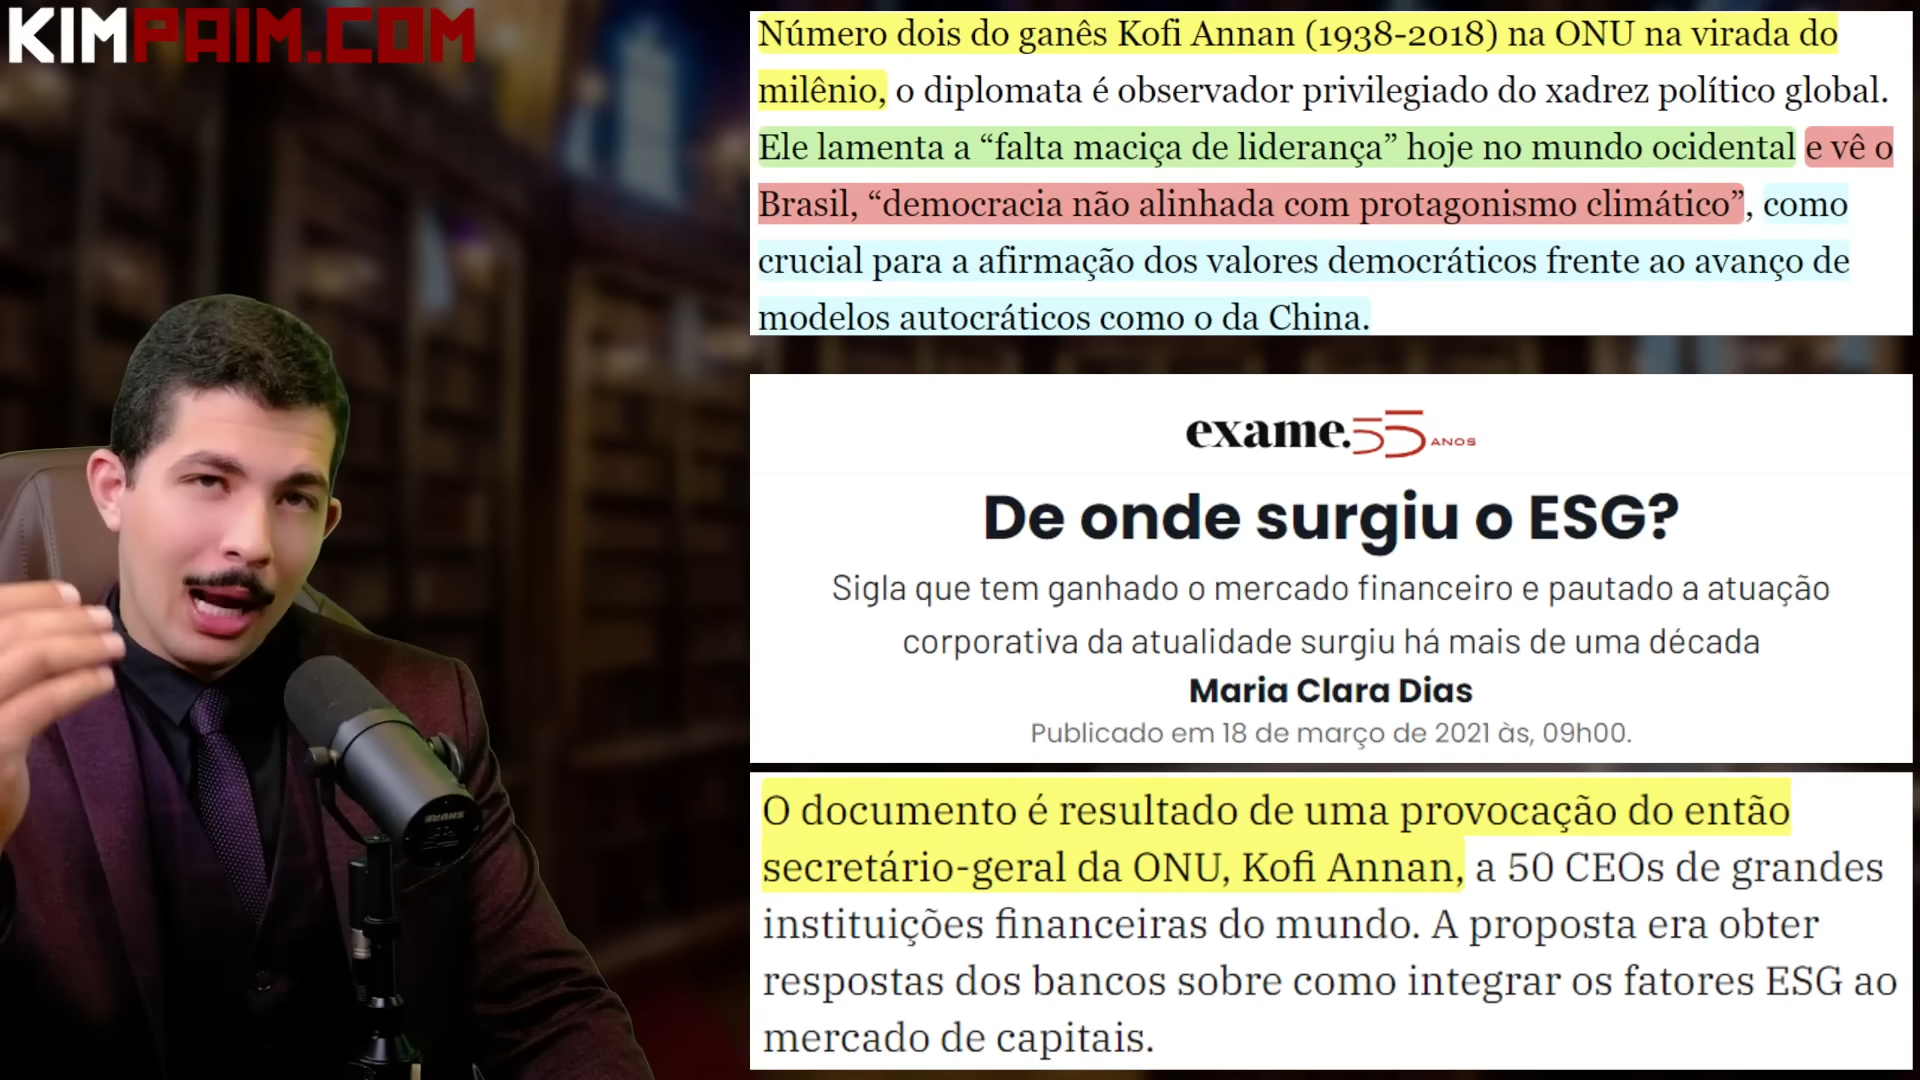 KIMPAIM.COM
Número dois do ganês Kofi Annan (1938-2018) na ONU na virada do
milênio, o diplomata é observador privilegiado do xadrez político global.
Ele lamenta a “falta maciça de liderança” hoje no mundo ocidental e vê o
Brasil, “democracia não alinhada com protagonismo climático”, como
crucial para a afirmação dos valores democráticos frente ao avanço de
modelos autocráticos como o da China.
exame.55 ANOS
De onde surgiu o ESG?
Sigla que tem ganhado o mercado financeiro e pautado a atuação
corporativa da atualidade surgiu há mais de uma década
Maria Clara Dias
Publicado em 18 de março de 2021 às, 09h00.
O documento é resultado de uma provocação do então
secretário-geral da ONU, Kofi Annan, a 50 CEOs de grandes
instituições financeiras do mundo. A proposta era obter
respostas dos bancos sobre como integrar os fatores ESG ao
mercado de capitais.
SHURE